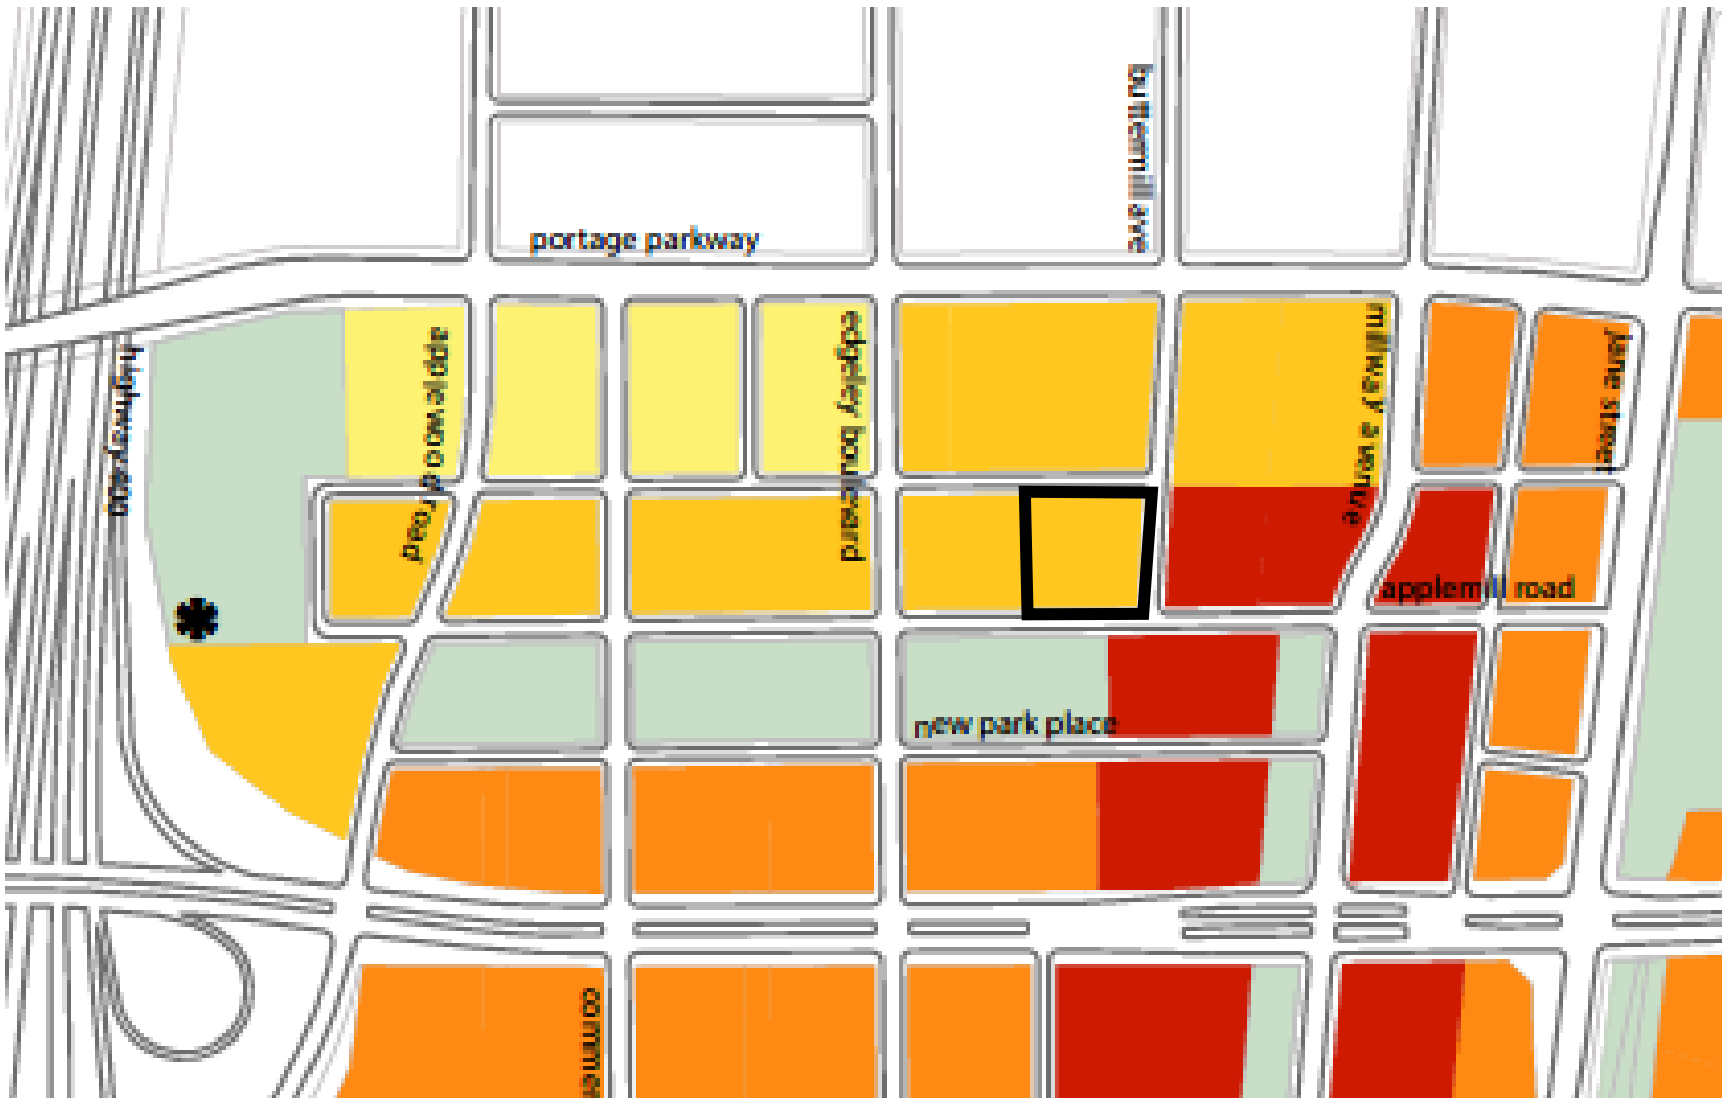 buttermill ave
portage parkway
highway 400
applewood road
edgeley boulevard
millway avenue
jane street
applemill road
new park place
commer